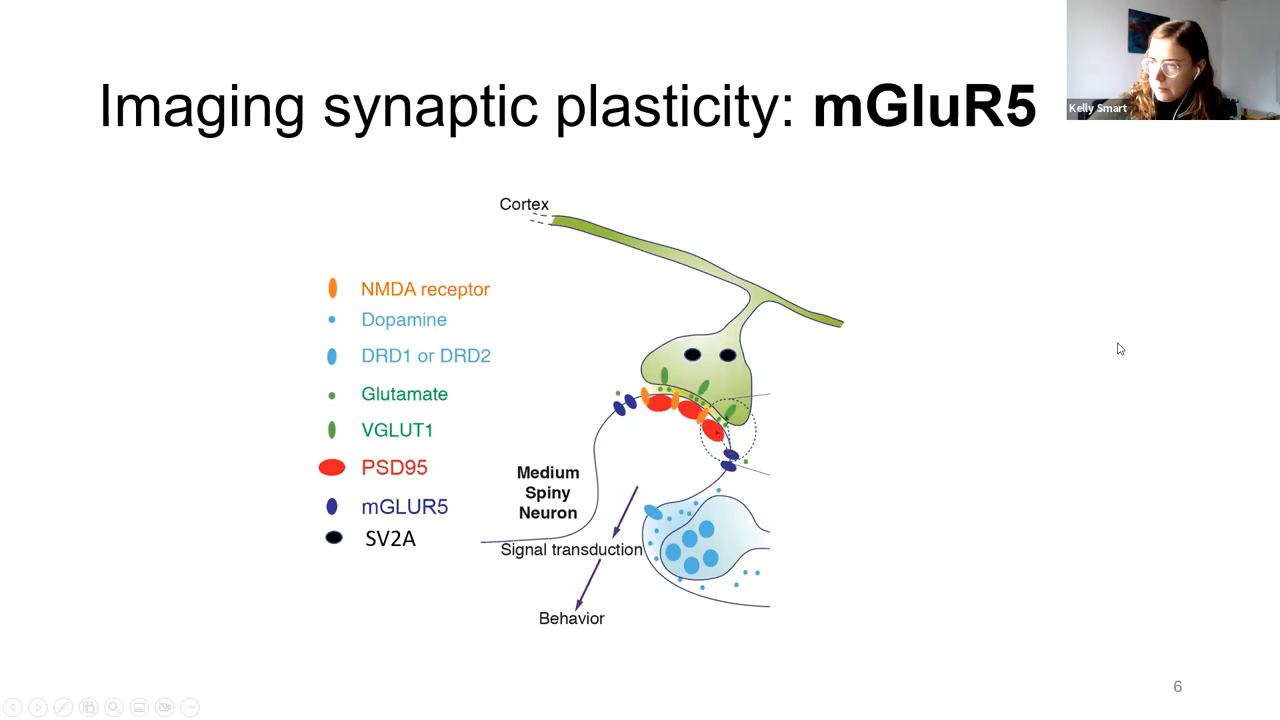 Imaging synaptic plasticity: mGluR5
Kelly Smart
Cortex
NMDA receptor
Dopamine
DRD1 or DRD2
Glutamate
VGLUT1
PSD95
mGLUR5
SV2A
Medium
Spiny
Neuron
Signal transduction
Behavior
6